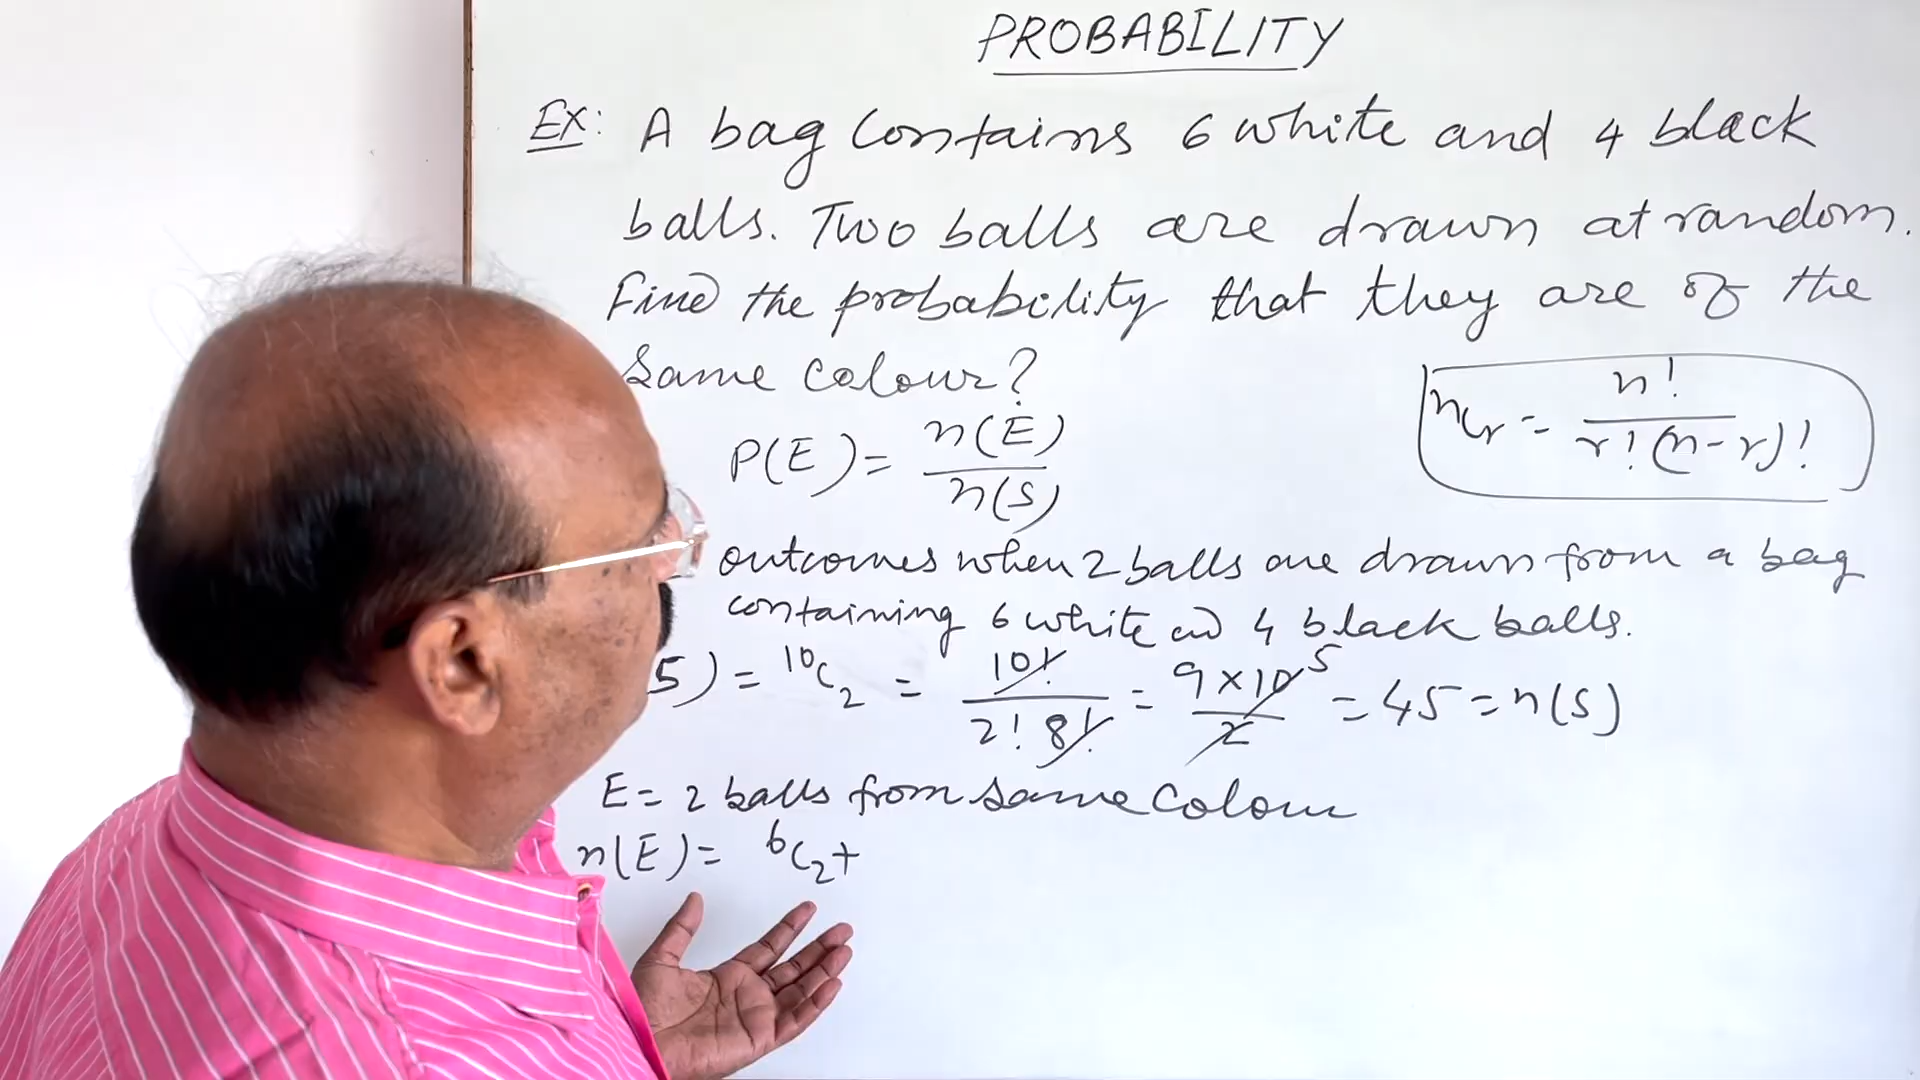 PROBABILITY
Ex: A bag contains 6 white and 4 black
balls. Two balls are drawn at random.
Find the probability that they are of the
same colour?
P(E) = n(E) / n(S)
nCr = n! / r! (n-r)!
outcomes when 2 balls are drawn from a bag
containing 6 white and 4 black balls.
S) = 10C2 = 10! / 2! 8! = 9 × 10 5 / 2 = 45 = n(S)
E = 2 balls from same colour
n(E) = 6C2 +